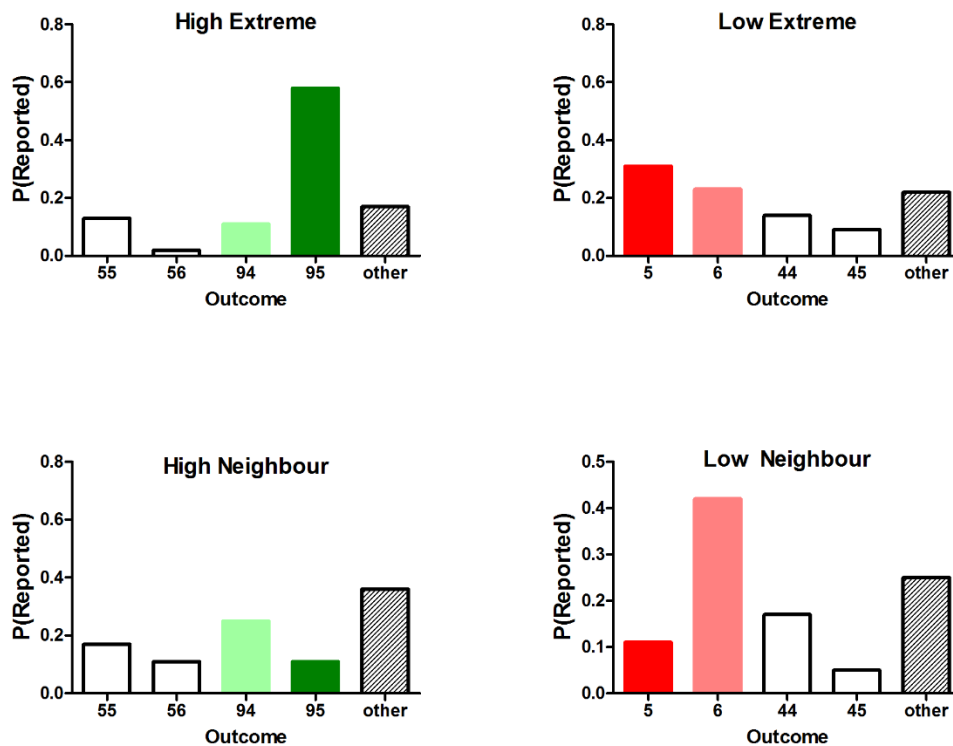 High Extreme
P(Reported)
0.8
0.6
0.4
0.2
0.0
55 56 94 95 other
Outcome
Low Extreme
P(Reported)
0.8
0.6
0.4
0.2
0.0
5 6 44 45 other
Outcome
High Neighbour
P(Reported)
0.8
0.6
0.4
0.2
0.0
55 56 94 95 other
Outcome
Low Neighbour
P(Reported)
0.5
0.4
0.3
0.2
0.1
0.0
5 6 44 45 other
Outcome